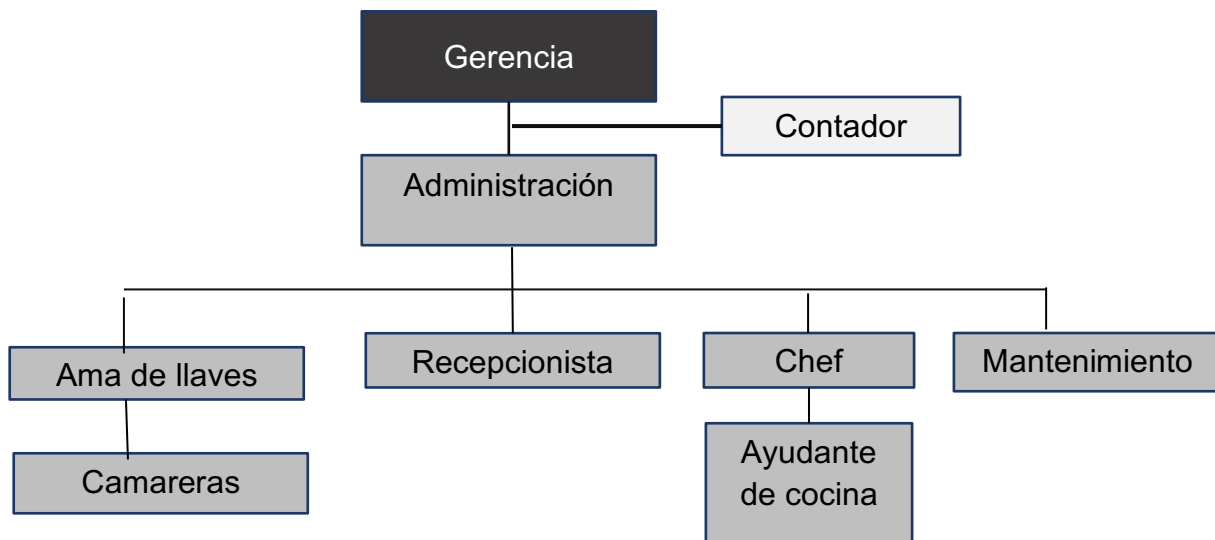 Gerencia
Contador
Administración
Ama de llaves
Recepcionista
Chef
Mantenimiento
Camareras
Ayudante
de cocina